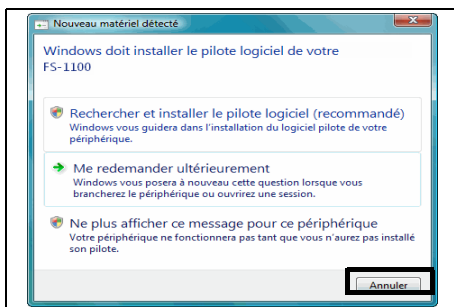 Nouveau matériel détecté
Windows doit installer le pilote logiciel de votre
FS-1100
Rechercher et installer le pilote logiciel (recommandé)
Windows vous guidera dans l'installation du logiciel pilote de votre
périphérique.
Me redemander ultérieurement
Windows vous posera à nouveau cette question lorsque vous
brancherez le périphérique ou ouvrirez une session.
Ne plus afficher ce message pour ce périphérique
Votre périphérique ne fonctionnera pas tant que vous n'aurez pas installé
son pilote.
Annuler